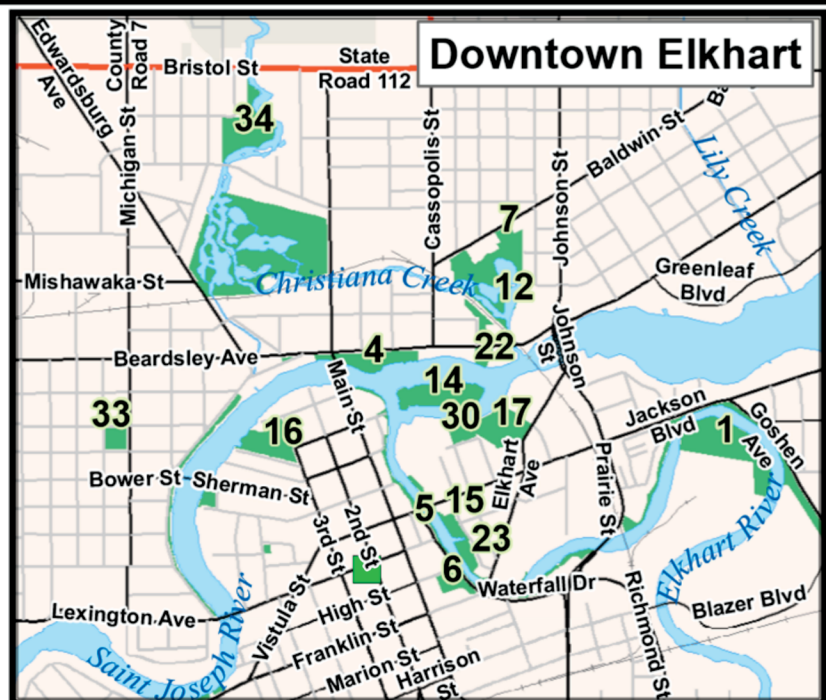 Downtown Elkhart
Edwardsburg
Ave
County
Road 7
Bristol St
State
Road 112
34
Michigan St
Cassopolis St
Johnson St
Baldwin St
Lily Creek
7
Mishawaka St
Christiana Creek
12
Greenleaf
Blvd
Beardsley Ave
4
22
Johnson
St
14
33
Main St
30
17
Jackson
Blvd
1
Goshen
Ave
16
Elkhart
Ave
Prairie St
Bower St
Sherman St
5
15
3rd St
2nd St
23
6
Waterfall Dr
Elkhart River
Lexington Ave
Saint Joseph River
Vistula St
High St
Franklin St
Marion St
Harrison
St
Richmond St
Blazer Blvd